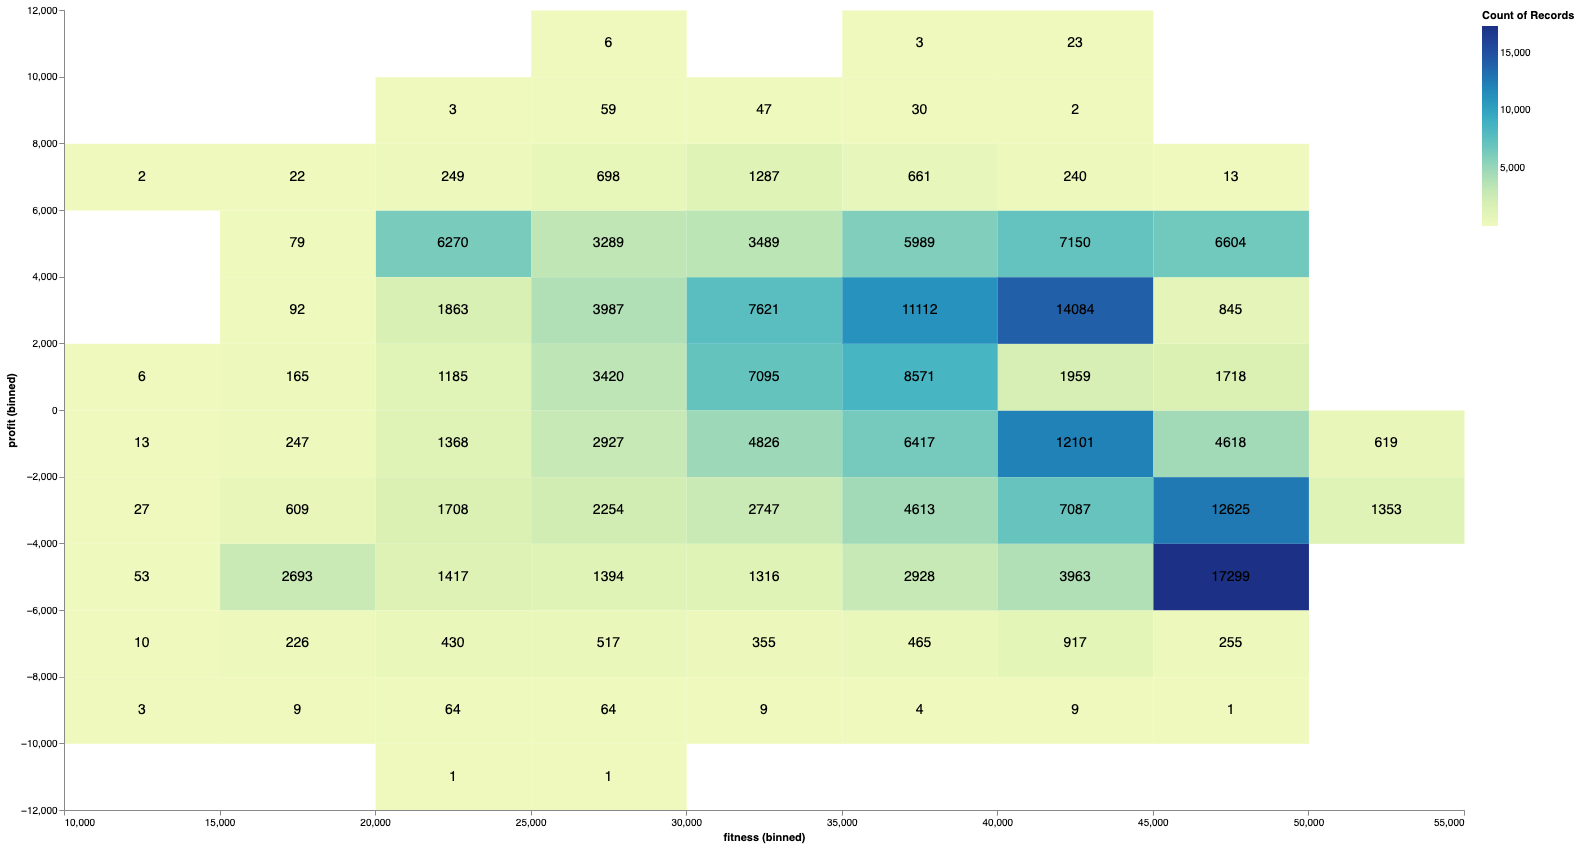 Count of Records
15,000
10,000
5,000
profit (binned)
12,000
6 3 23
10,000
3 59 47 30 2
8,000
2 22 249 698 1287 661 240 13
6,000
79 6270 3289 3489 5989 7150 6604
4,000
92 1863 3987 7621 11112 14084 845
2,000
6 165 1185 3420 7095 8571 1959 1718
0
13 247 1368 2927 4826 6417 12101 4618 619
−2,000
27 609 1708 2254 2747 4613 7087 12625 1353
−4,000
53 2693 1417 1394 1316 2928 3963 17299
−6,000
10 226 430 517 355 465 917 255
−8,000
3 9 64 64 9 4 9 1
−10,000
1 1
−12,000
10,000 15,000 20,000 25,000 30,000 35,000 40,000 45,000 50,000 55,000
fitness (binned)